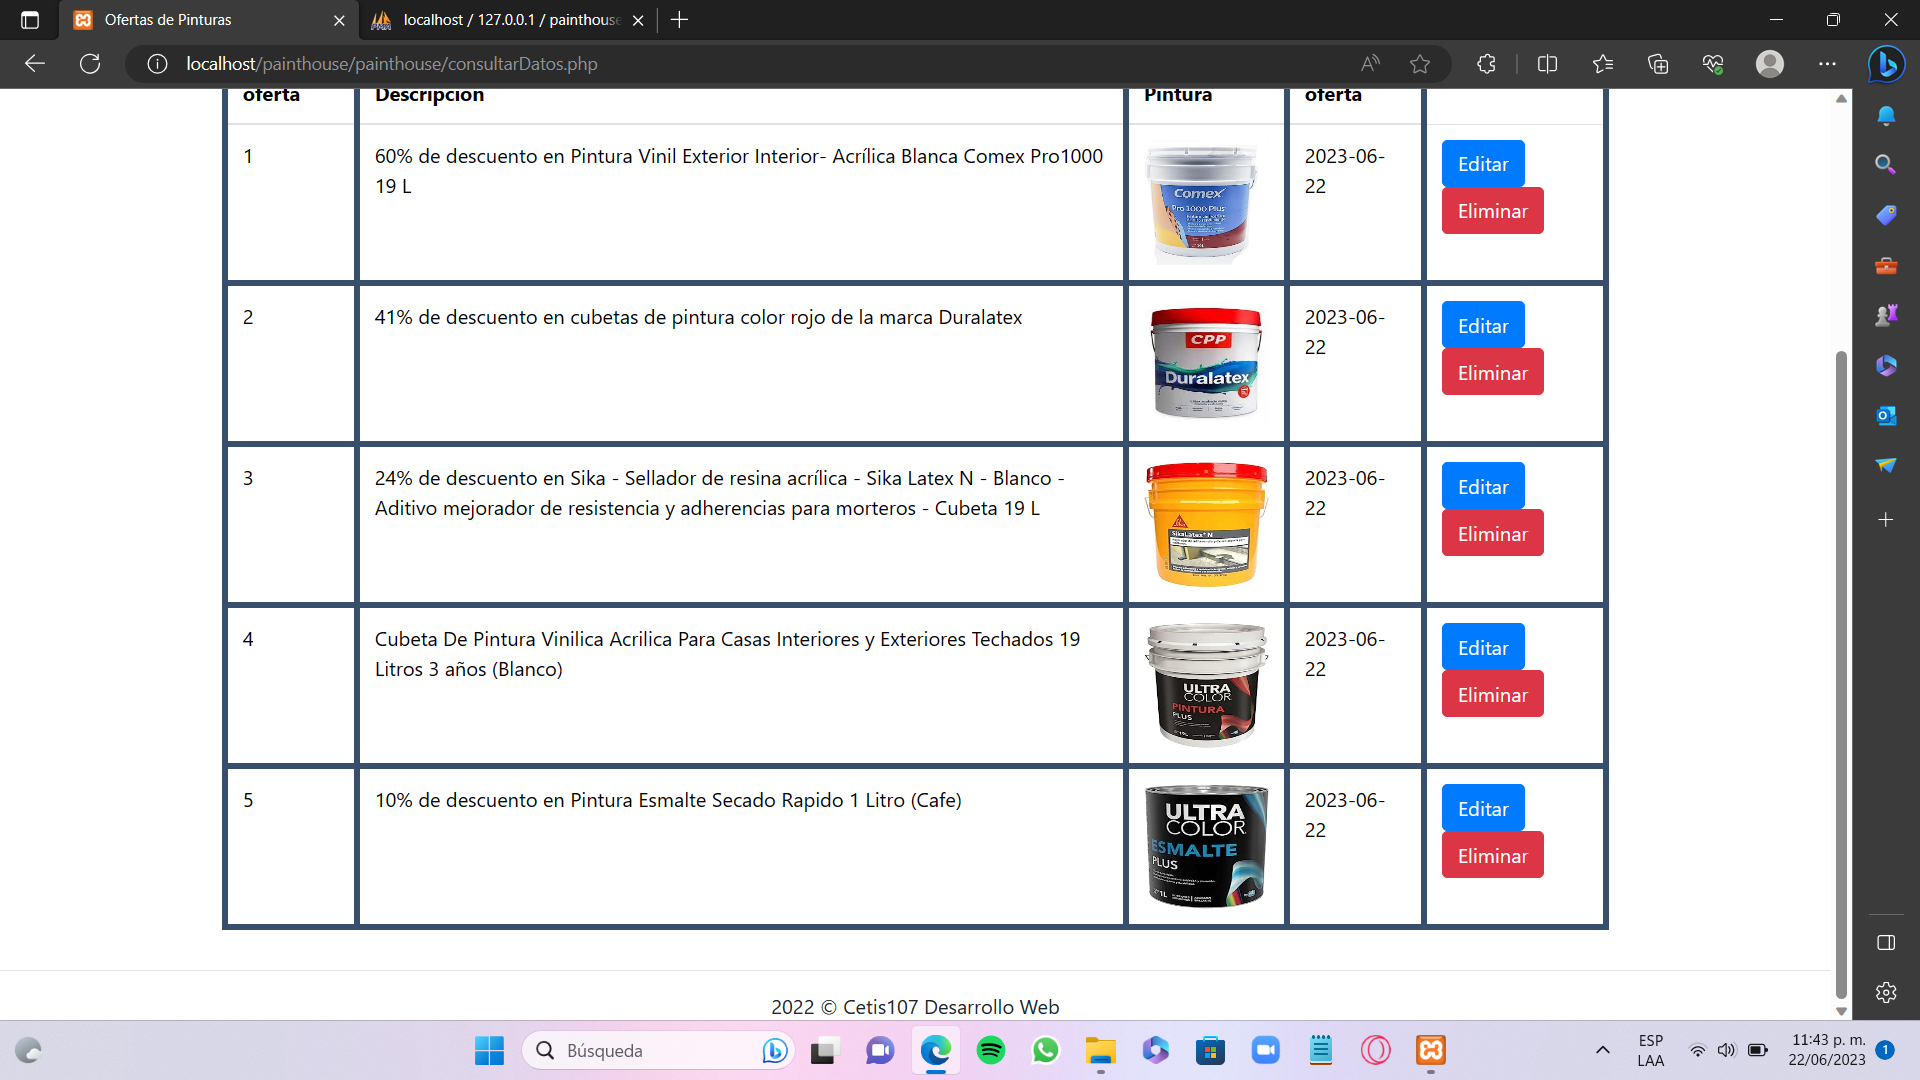 Ofertas de Pinturas
localhost / 127.0.0.1 / painthouse
localhost/painthouse/painthouse/consultarDatos.php
oferta Descripcion Pintura oferta
1 60% de descuento en Pintura Vinil Exterior Interior- Acrílica Blanca Comex Pro1000 2023-06-
19 L 22
Editar
Eliminar
Comex
Pro 1000 Plus
2 41% de descuento en cubetas de pintura color rojo de la marca Duralatex 2023-06-
22
Editar
Eliminar
CPP
Duralatex
3 24% de descuento en Sika - Sellador de resina acrílica - Sika Latex N - Blanco - 2023-06-
Aditivo mejorador de resistencia y adherencias para morteros - Cubeta 19 L 22
Editar
Eliminar
SikaLatex® N
4 Cubeta De Pintura Vinilica Acrilica Para Casas Interiores y Exteriores Techados 19 2023-06-
Litros 3 años (Blanco) 22
Editar
Eliminar
ULTRA
COLOR
PINTURA
PLUS
5 10% de descuento en Pintura Esmalte Secado Rapido 1 Litro (Cafe) 2023-06-
22
Editar
Eliminar
ULTRA
COLOR
ESMALTE
PLUS
1L
2022 © Cetis107 Desarrollo Web
Búsqueda
ESP
LAA
11:43 p. m.
22/06/2023
1